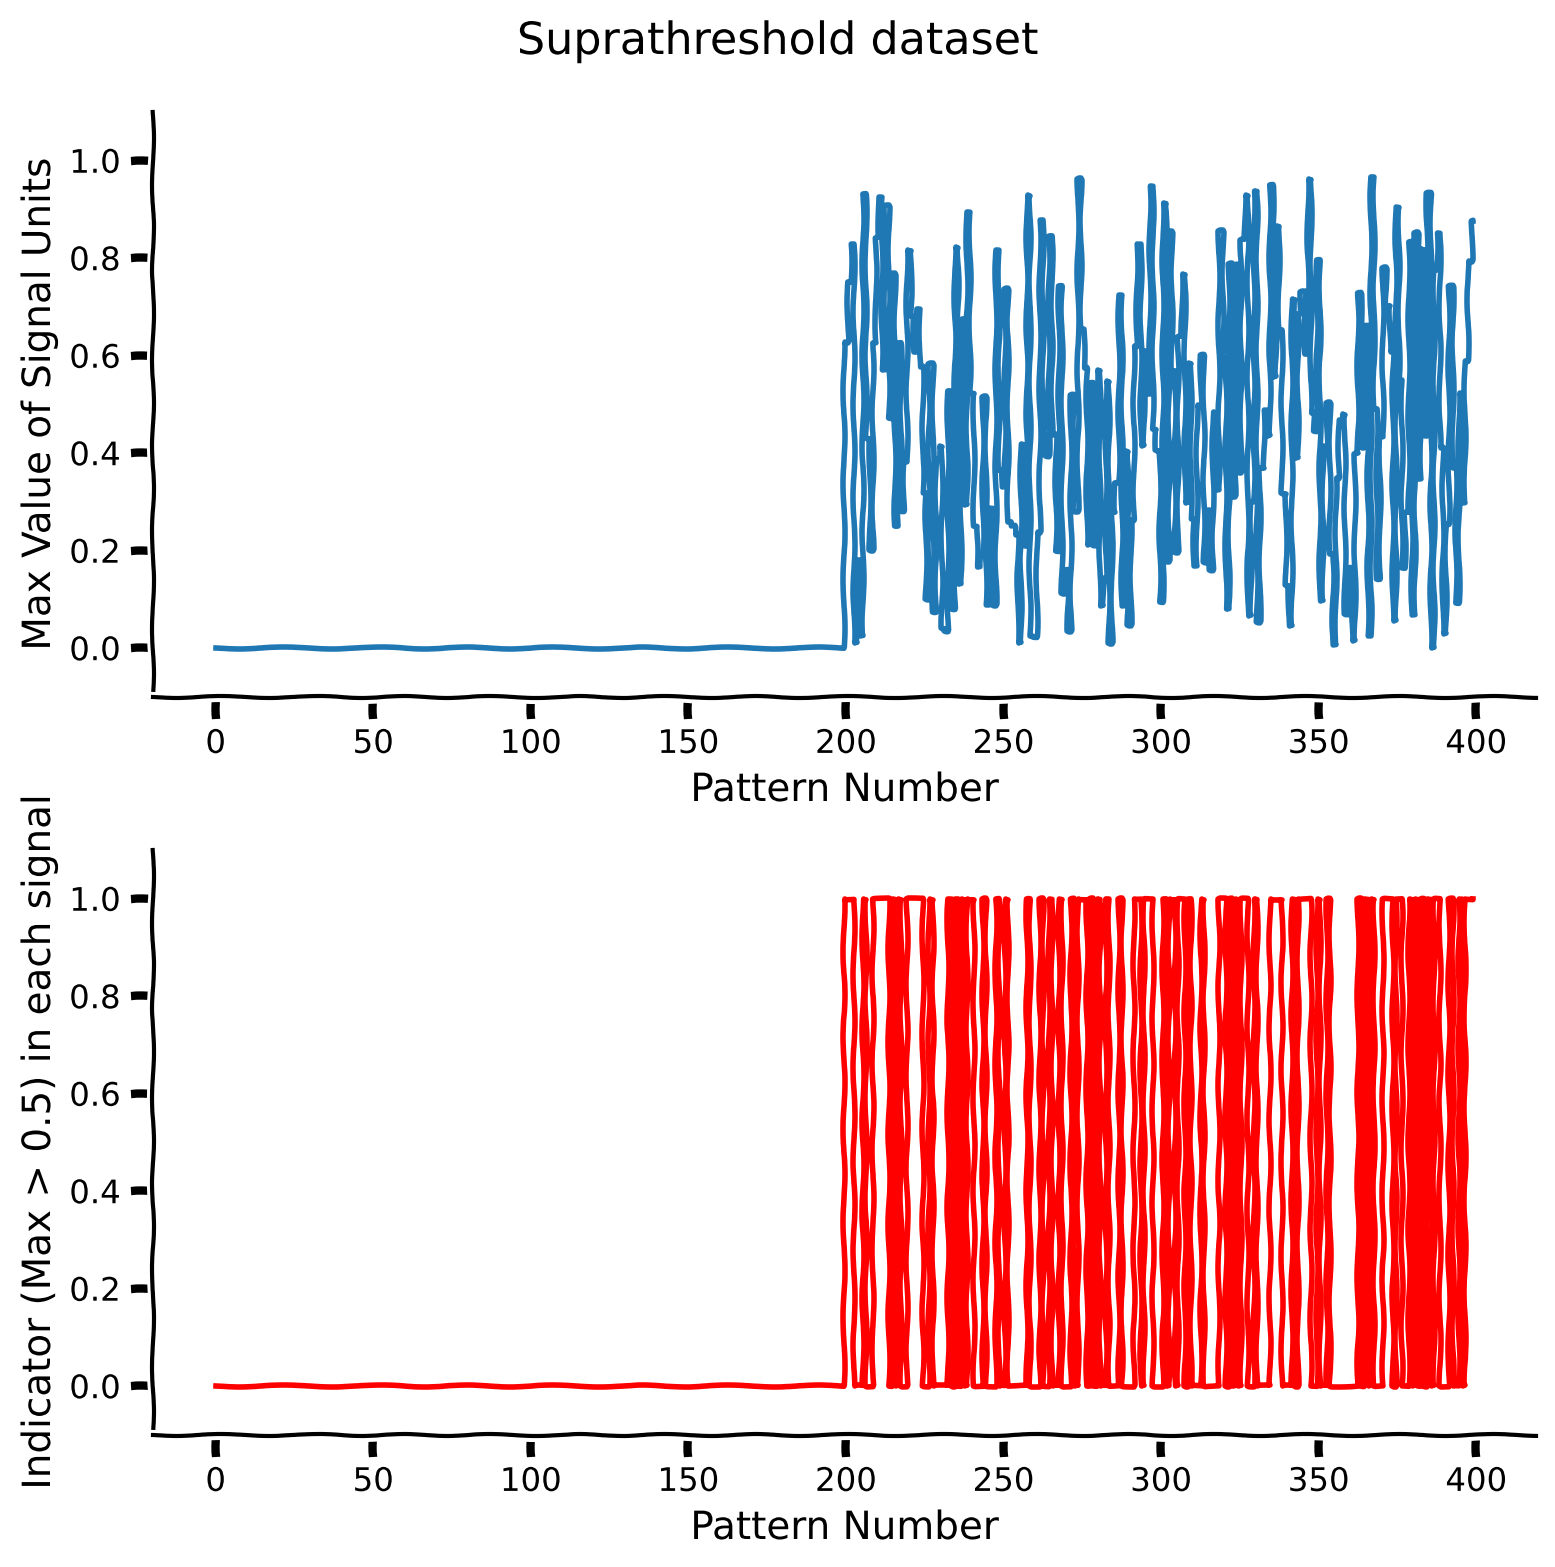 Suprathreshold dataset
Max Value of Signal Units
1.0
0.8
0.6
0.4
0.2
0.0
0 50 100 150 200 250 300 350 400
Pattern Number
Indicator (Max > 0.5) in each signal
1.0
0.8
0.6
0.4
0.2
0.0
0 50 100 150 200 250 300 350 400
Pattern Number